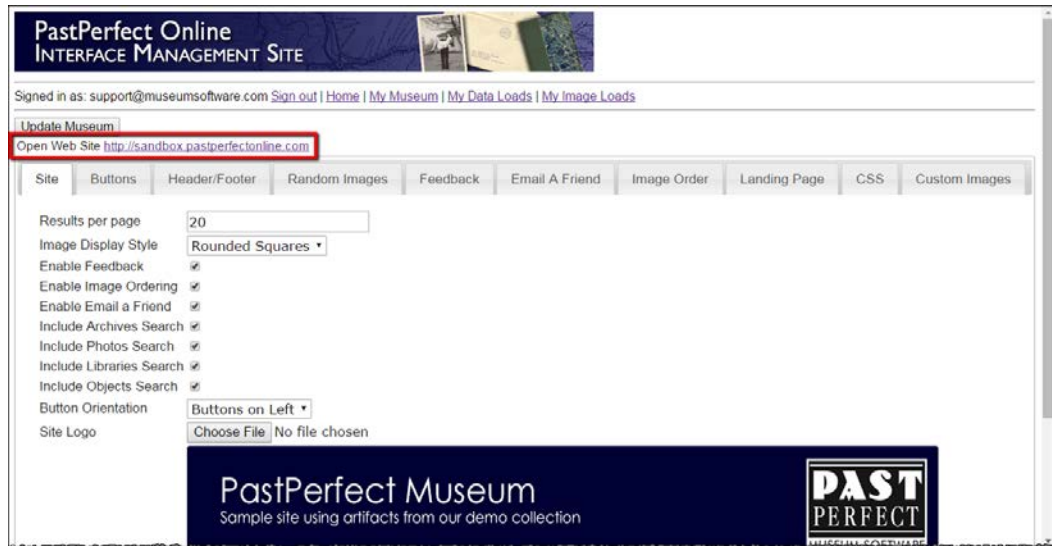 PastPerfect Online
INTERFACE MANAGEMENT SITE
Signed in as: support@museumsoftware.com Sign out | Home | My Museum | My Data Loads | My Image Loads
Update Museum
Open Web Site http://sandbox.pastperfectonline.com
Site Buttons Header/Footer Random Images Feedback Email A Friend Image Order Landing Page CSS Custom Images
Results per page 20
Image Display Style Rounded Squares
Enable Feedback
Enable Image Ordering
Enable Email a Friend
Include Archives Search
Include Photos Search
Include Libraries Search
Include Objects Search
Button Orientation Buttons on Left
Site Logo Choose File No file chosen
PastPerfect Museum
Sample site using artifacts from our demo collection
PAST
PERFECT
MUSEUM SOFTWARE